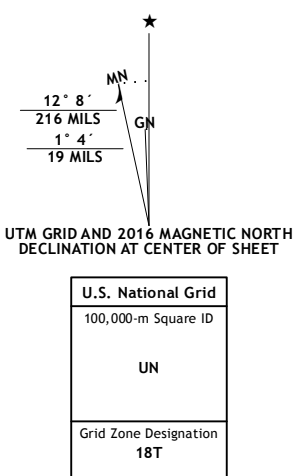 ★
MN
12° 8´
216 MILS
GN
1° 4´
19 MILS
UTM GRID AND 2016 MAGNETIC NORTH
DECLINATION AT CENTER OF SHEET
U.S. National Grid
100,000-m Square ID
UN
Grid Zone Designation
18T